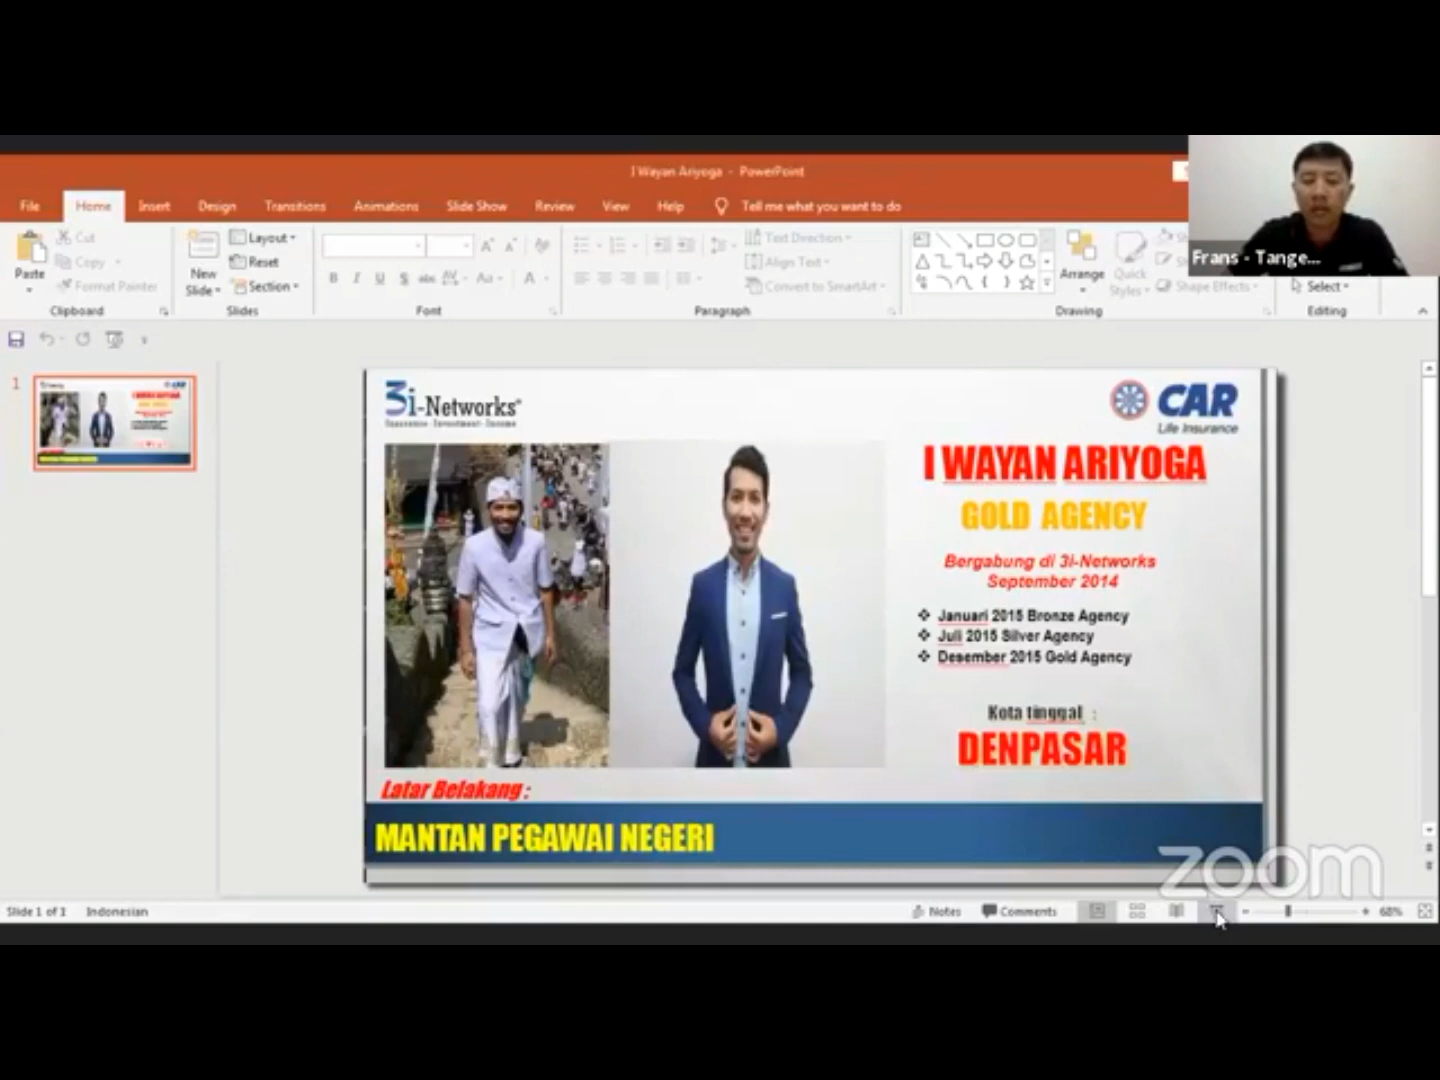 I Wayan Ariyoga - PowerPoint
File Home Insert Design Transitions Animations Slide Show Review View Help Tell me what you want to do
Frans - Tange...
Paste
Cut
Copy
Format Painter
Clipboard
New
Slide
Layout
Reset
Section
Slides
Font
Text Direction
Align Text
Convert to SmartArt
Paragraph
Arrange
Quick
Styles
Shape Effects
Drawing
Select
Editing
1
3i-Networks
CAR
Life Insurance
I WAYAN ARIYOGA
GOLD AGENCY
Bergabung di 3i-Networks
September 2014
❖ Januari 2015 Bronze Agency
❖ Juli 2015 Silver Agency
❖ Desember 2015 Gold Agency
Kota tinggal :
DENPASAR
Latar Belakang :
MANTAN PEGAWAI NEGERI
zoom
Slide 1 of 1 Indonesian Notes Comments 68%